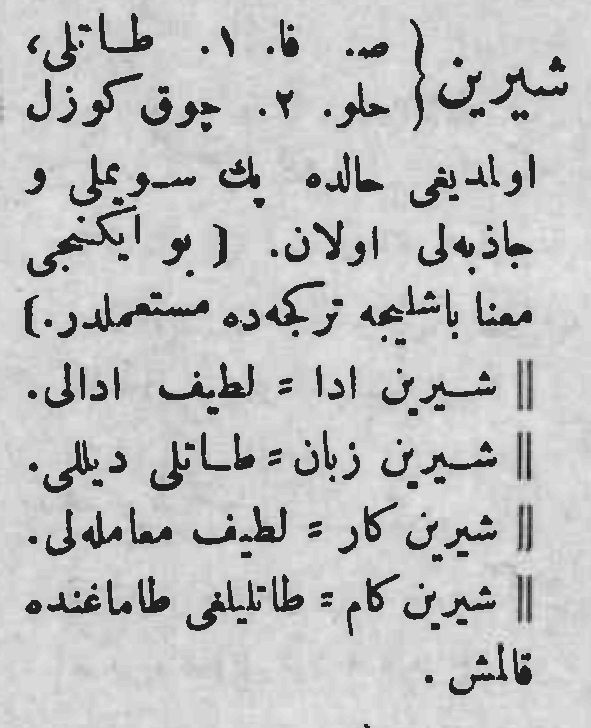 شیرین { ص. فا. ۱. طاتلی،
حلو. ۲. چوق کوزل
اولمدیغی حالده پك سویملی و
جاذبه‌لی اولان. [ بو ایکنجی
معنا باشلیجه ترکجه‌ده مستعملدر.]
|| شیرین ادا = لطیف ادالی.
|| شیرین زبان = طاتلی دیللی.
|| شیرین کار = لطیف معامله‌لی.
|| شیرین کام = طاتلیلغی طاماغنده
قالمش .